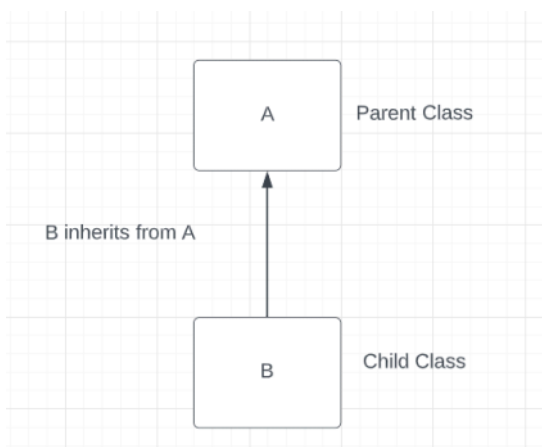 A
Parent Class
B inherits from A
B
Child Class